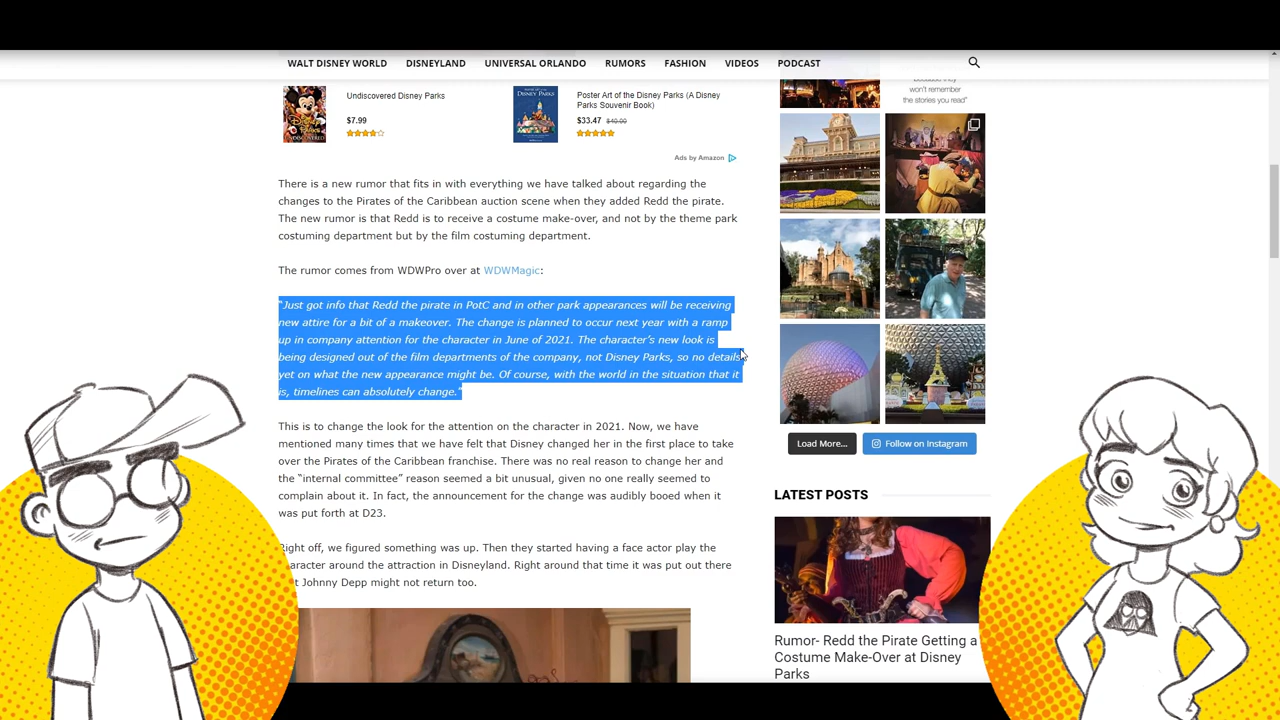 WALT DISNEY WORLD DISNEYLAND UNIVERSAL ORLANDO RUMORS FASHION VIDEOS PODCAST
Undiscovered Disney Parks
$7.99
Poster Art of the Disney Parks (A Disney
Parks Souvenir Book)
$33.47 $40.00
Ads by Amazon
There is a new rumor that fits in with everything we have talked about regarding the
changes to the Pirates of the Caribbean auction scene when they added Redd the pirate.
The new rumor is that Redd is to receive a costume make-over, and not by the theme park
costuming department but by the film costuming department.
The rumor comes from WDWPro over at WDWMagic:
“Just got info that Redd the pirate in PotC and in other park appearances will be receiving
new attire for a bit of a makeover. The change is planned to occur next year with a ramp
up in company attention for the character in June of 2021. The character’s new look is
being designed out of the film departments of the company, not Disney Parks, so no details
yet on what the new appearance might be. Of course, with the world in the situation that it
is, timelines can absolutely change.”
This is to change the look for the attention on the character in 2021. Now, we have
mentioned many times that we have felt that Disney changed her in the first place to take
over the Pirates of the Caribbean franchise. There was no real reason to change her and
the “internal committee” reason seemed a bit unusual, given no one really seemed to
complain about it. In fact, the announcement for the change was audibly booed when it
was put forth at D23.
Right off, we figured something was up. Then they started having a face actor play the
aracter around the attraction in Disneyland. Right around that time it was put out there
t Johnny Depp might not return too.
won’t remember
the stories you read”
Load More...
Follow on Instagram
LATEST POSTS
Rumor- Redd the Pirate Getting a
Costume Make-Over at Disney
Parks